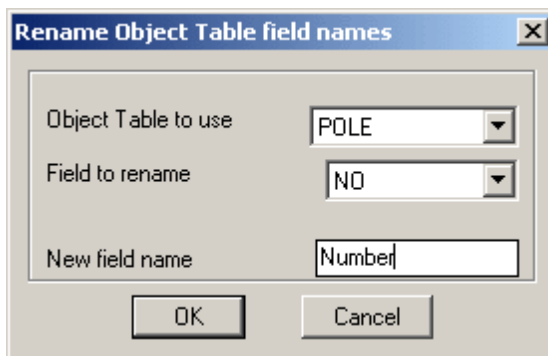 Rename Object Table field names
Object Table to use POLE
Field to rename NO
New field name Number
OK Cancel